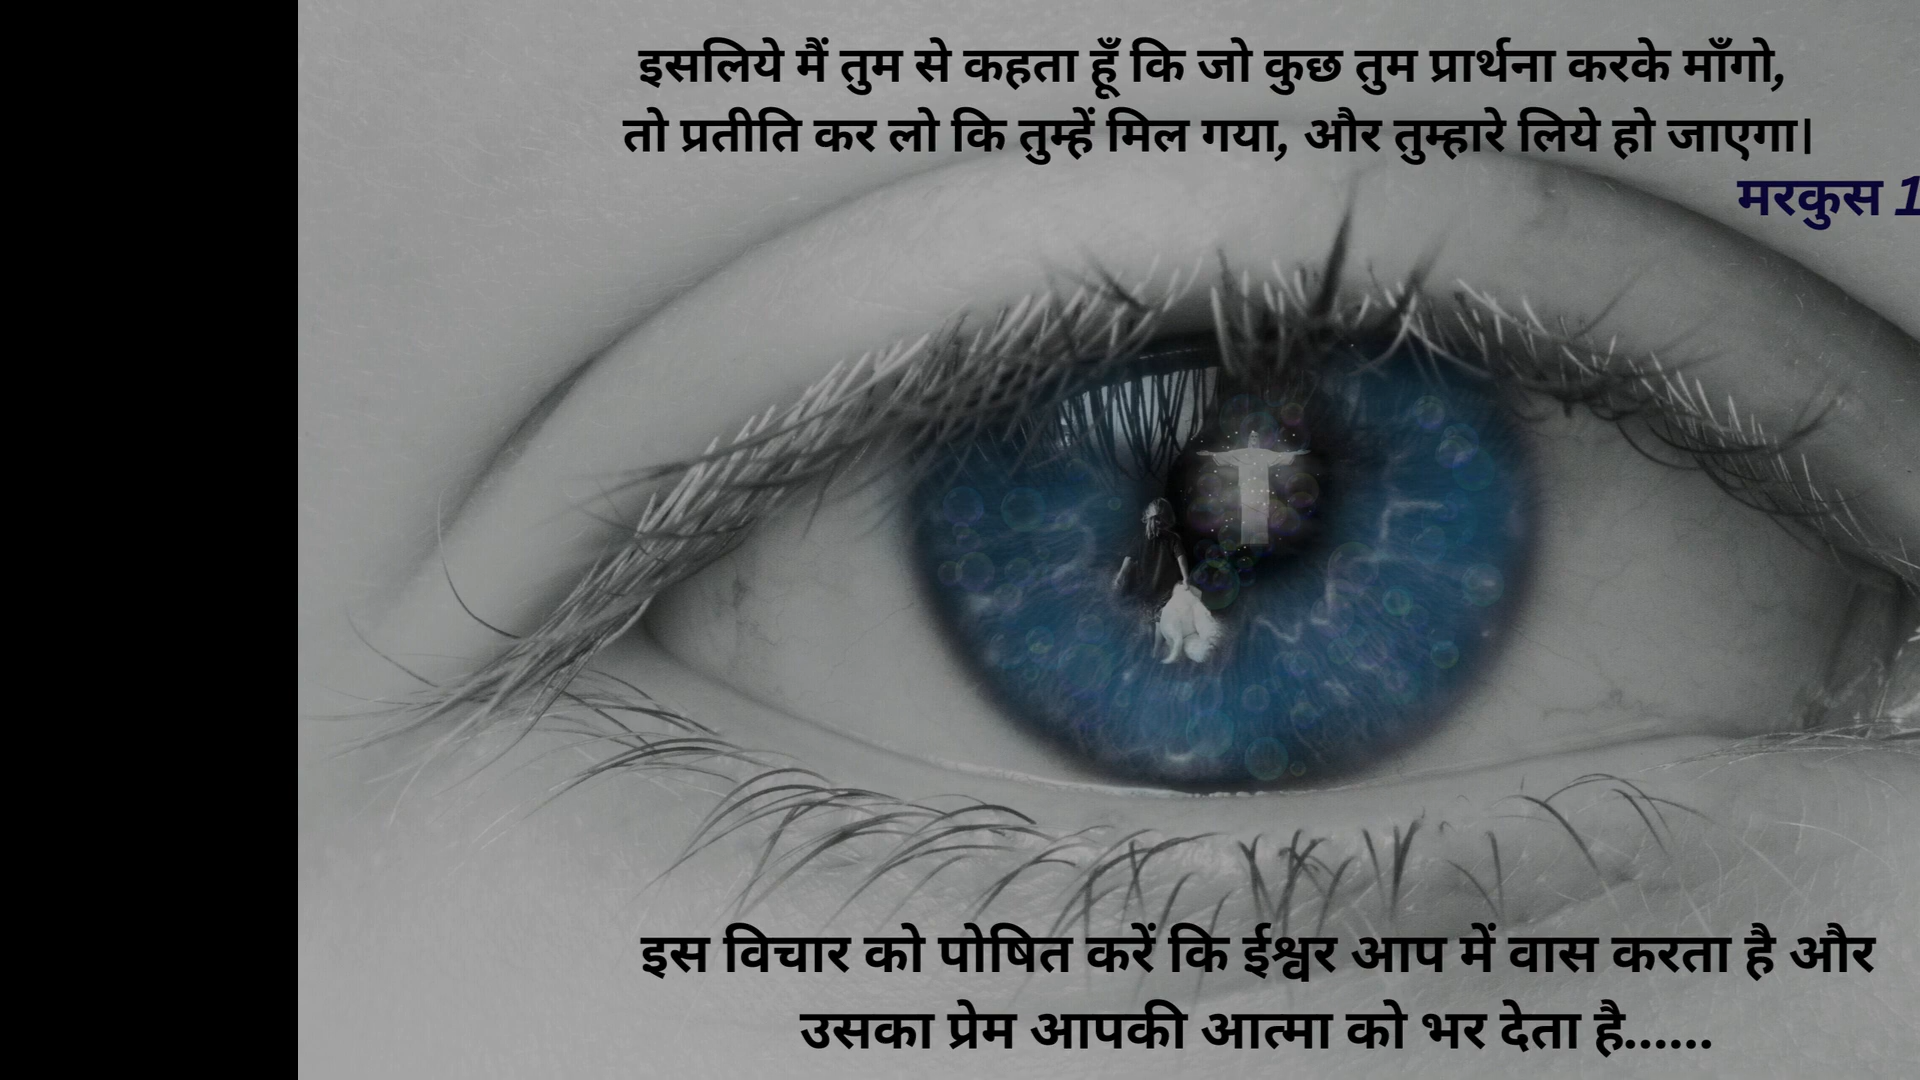 इसलिये मैं तुम से कहता हूँ कि जो कुछ तुम प्रार्थना करके माँगो,
तो प्रतीति कर लो कि तुम्हें मिल गया, और तुम्हारे लिये हो जाएगा।
मरकुस 1
इस विचार को पोषित करें कि ईश्वर आप में वास करता है और
उसका प्रेम आपकी आत्मा को भर देता है......